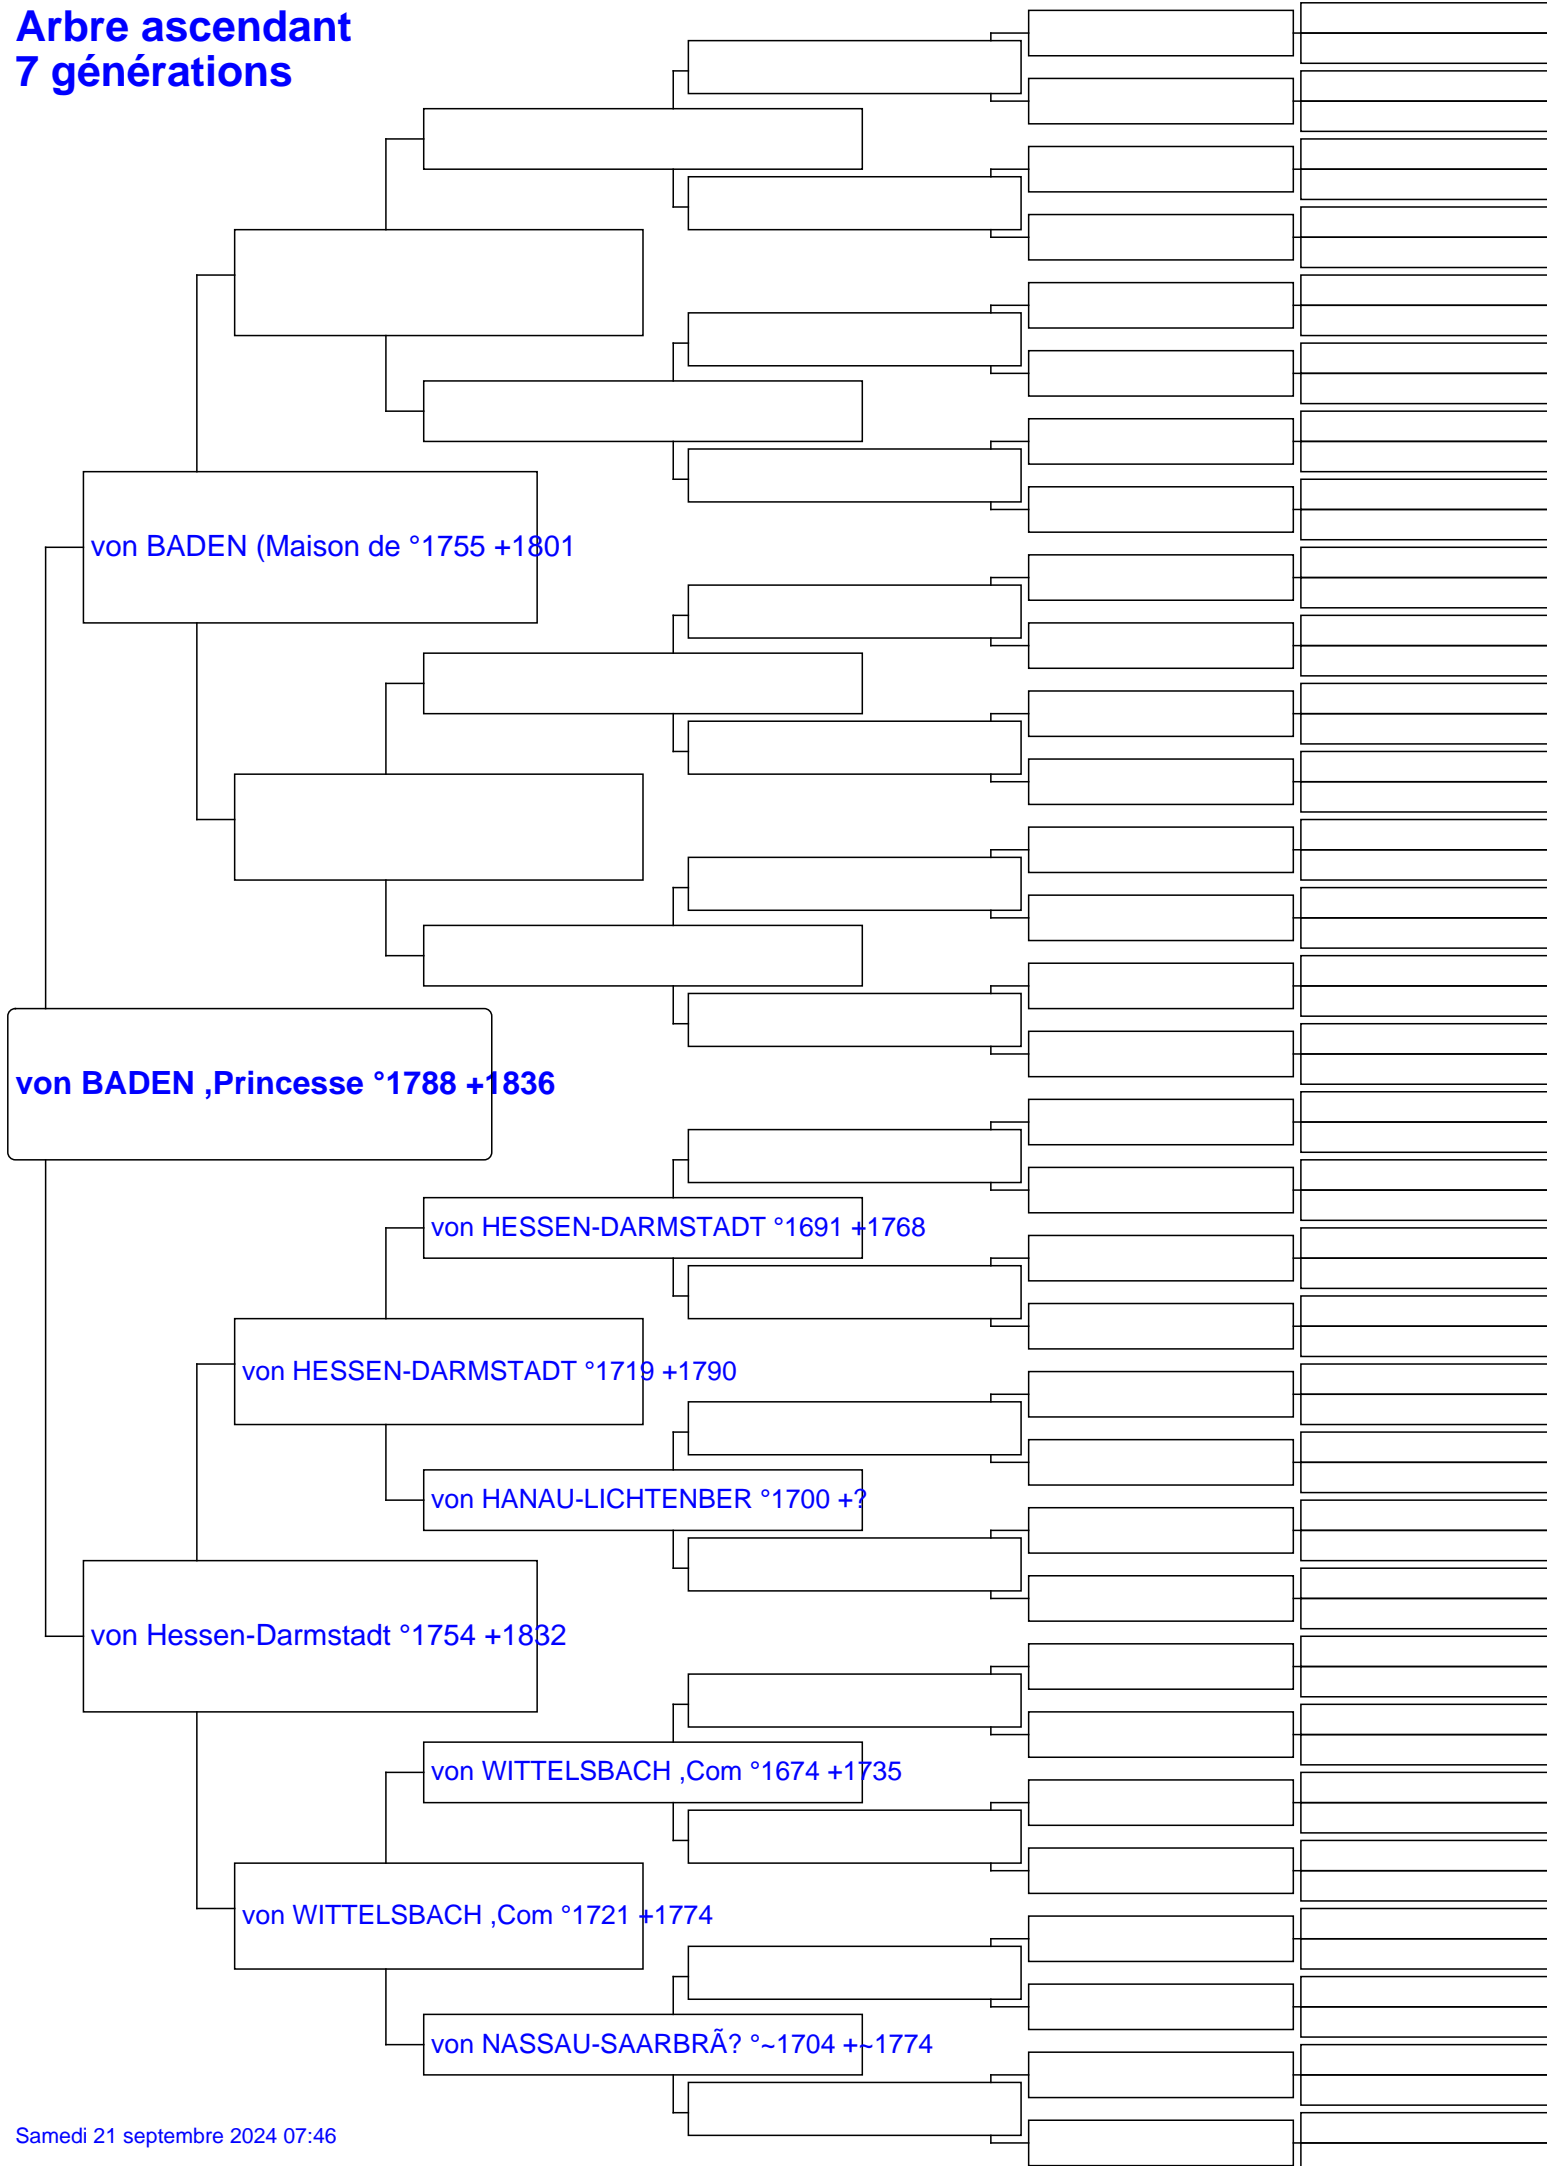 Arbre ascendant
7 générations
von BADEN (Maison de °1755 +1801
von BADEN ,Princesse °1788 +1836
von HESSEN-DARMSTADT °1691 +1768
von HESSEN-DARMSTADT °1719 +1790
von HANAU-LICHTENBER °1700 +?
von Hessen-Darmstadt °1754 +1832
von WITTELSBACH ,Com °1674 +1735
von WITTELSBACH ,Com °1721 +1774
von NASSAU-SAARBRÃ? °~1704 +~1774
Samedi 21 septembre 2024 07:46